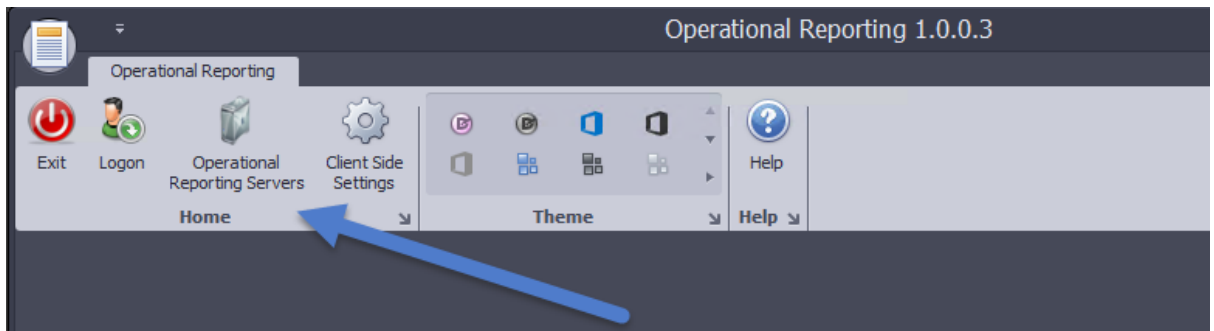 Operational Reporting 1.0.0.3
Operational Reporting
Exit
Logon
Operational
Reporting Servers
Client Side
Settings
Help
Home
Theme
Help